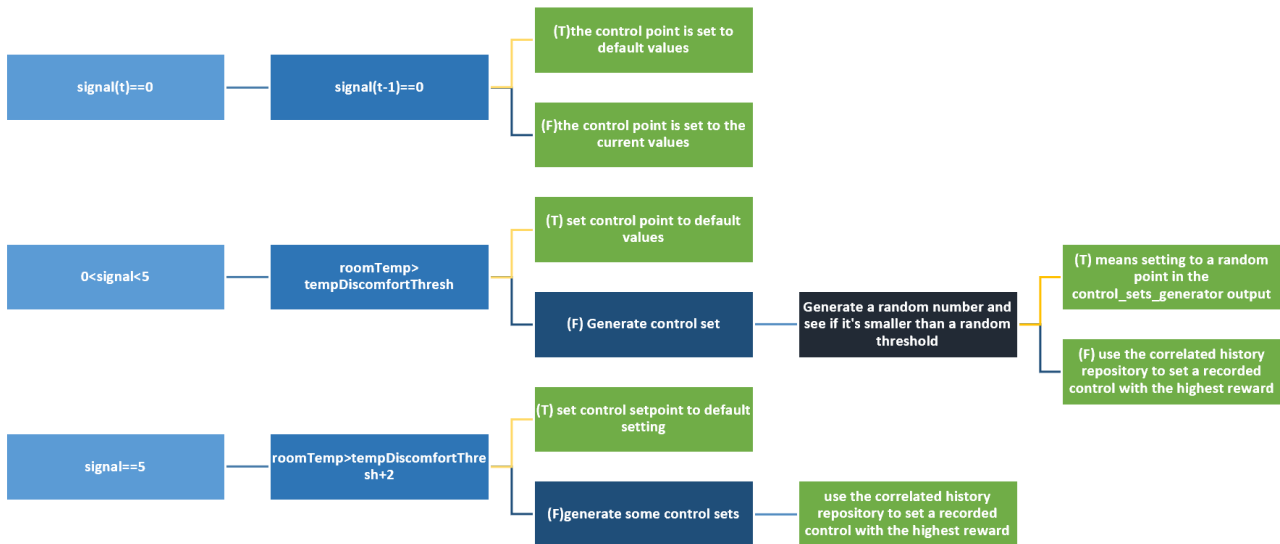 signal(t)==0
signal(t-1)==0
(T)the control point is set to
default values
(F)the control point is set to the
current values
0<signal<5
roomTemp>
tempDiscomfortThresh
(T) set control point to default
values
(F) Generate control set
Generate a random number and
see if it's smaller than a random
threshold
(T) means setting to a random
point in the
control_sets_generator output
(F) use the correlated history
repository to set a recorded
control with the highest reward
signal==5
roomTemp>tempDiscomfortThre
sh+2
(T) set control setpoint to default
setting
(F)generate some control sets
use the correlated history
repository to set a recorded
control with the highest reward